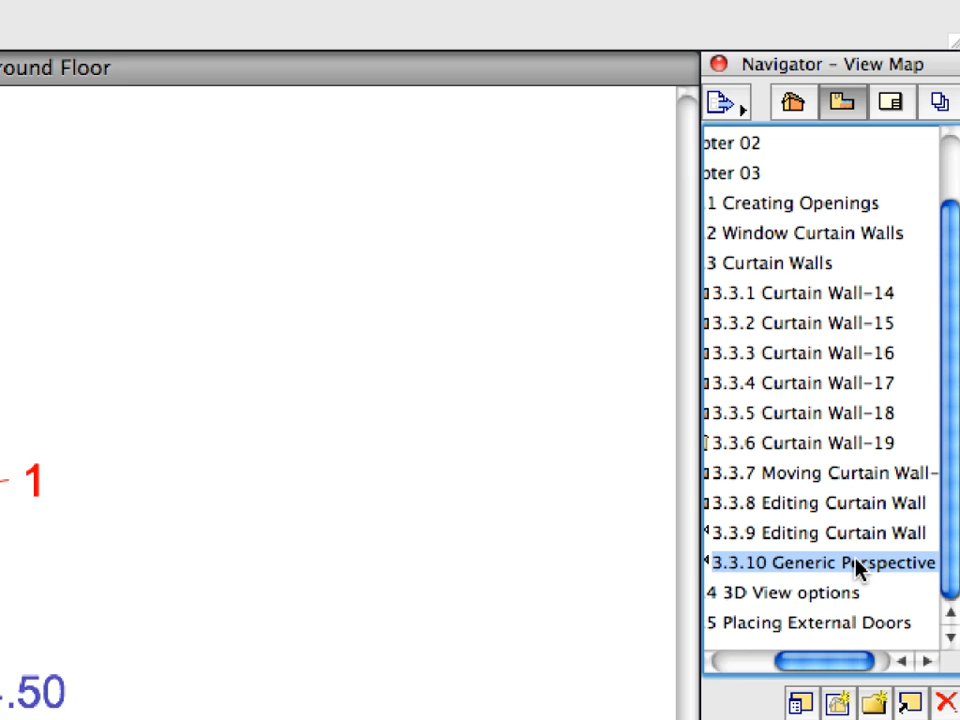 round Floor
Navigator - View Map
pter 02
pter 03
.1 Creating Openings
.2 Window Curtain Walls
.3 Curtain Walls
3.3.1 Curtain Wall-14
3.3.2 Curtain Wall-15
3.3.3 Curtain Wall-16
3.3.4 Curtain Wall-17
3.3.5 Curtain Wall-18
3.3.6 Curtain Wall-19
3.3.7 Moving Curtain Wall-
3.3.8 Editing Curtain Wall
3.3.9 Editing Curtain Wall
3.3.10 Generic Perspective
.4 3D View options
.5 Placing External Doors
1
.50